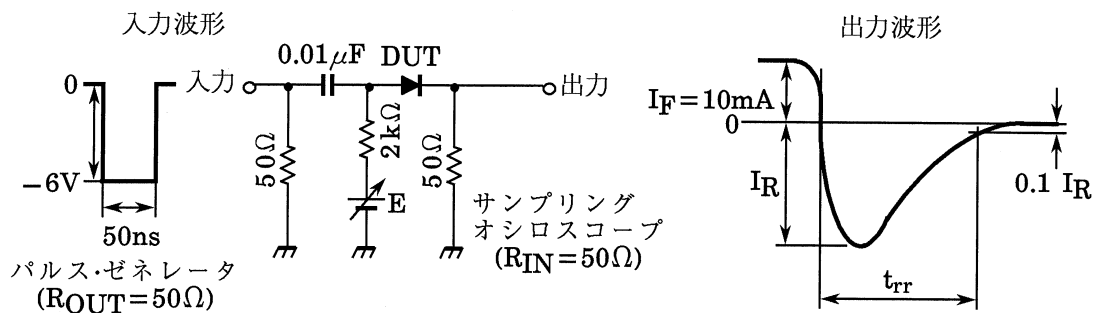 入力波形
0
−6V
50ns
パルス·ゼネレータ
(ROUT=50Ω)
0.01μF DUT
入力
出力
50Ω
2kΩ
E
50Ω
サンプリング
オシロスコープ
(RIN=50Ω)
出力波形
IF=10mA
0
IR
0.1 IR
trr